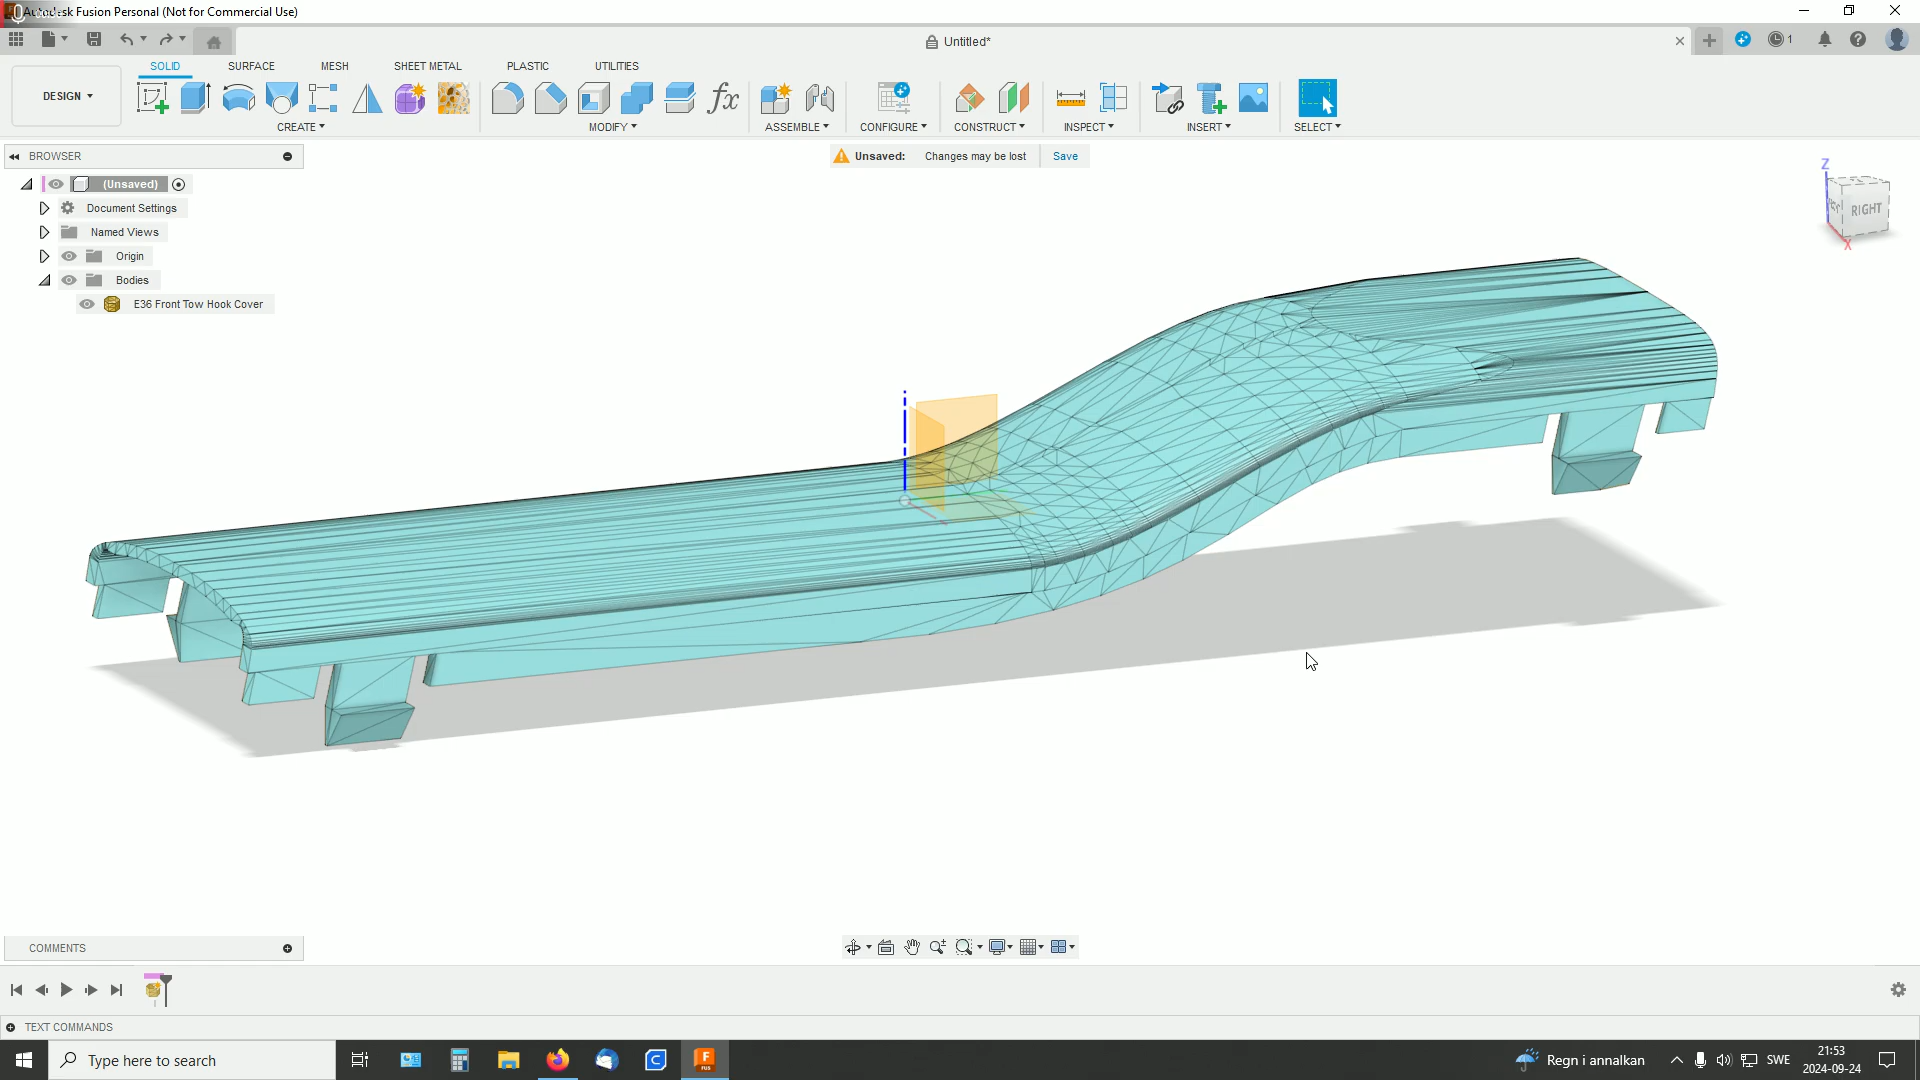 Autodesk Fusion Personal (Not for Commercial Use)
Untitled*
1
SOLID SURFACE MESH SHEET METAL PLASTIC UTILITIES
DESIGN
fx
CREATE MODIFY ASSEMBLE CONFIGURE CONSTRUCT INSPECT INSERT SELECT
BROWSER
Unsaved: Changes may be lost Save
(Unsaved)
Document Settings
Named Views
Origin
Bodies
E36 Front Tow Hook Cover
Z
RIGHT
X
COMMENTS
TEXT COMMANDS
Type here to search
Regn i annalkan
SWE
21:53
2024-09-24